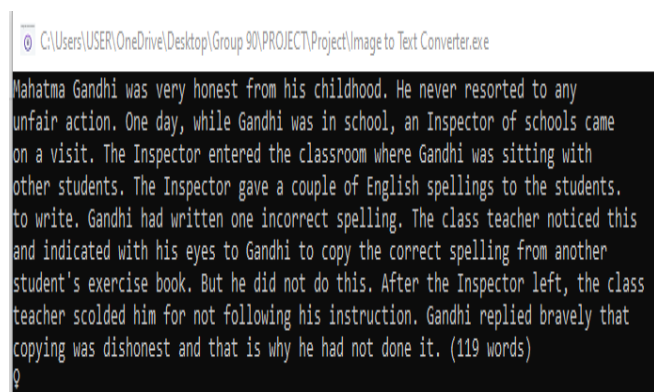 C:\Users\USER\OneDrive\Desktop\Group 90\PROJECT\Project\Image to Text Converter.exe
Mahatma Gandhi was very honest from his childhood. He never resorted to any
unfair action. One day, while Gandhi was in school, an Inspector of schools came
on a visit. The Inspector entered the classroom where Gandhi was sitting with
other students. The Inspector gave a couple of English spellings to the students.
to write. Gandhi had written one incorrect spelling. The class teacher noticed this
and indicated with his eyes to Gandhi to copy the correct spelling from another
student's exercise book. But he did not do this. After the Inspector left, the class
teacher scolded him for not following his instruction. Gandhi replied bravely that
copying was dishonest and that is why he had not done it. (119 words)
♀